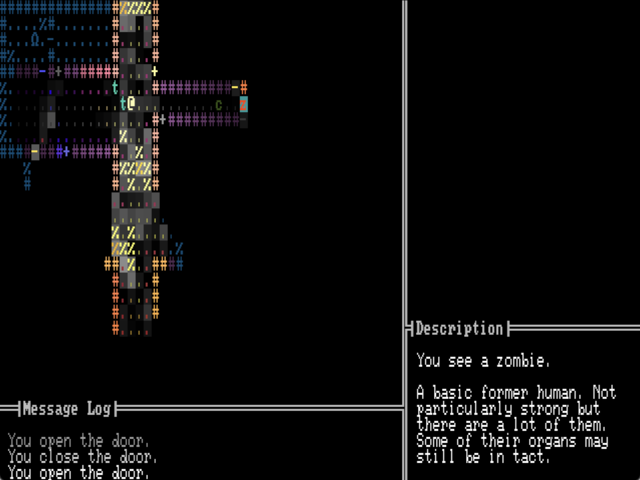 Description
You see a zombie.
A basic former human. Not
particularly strong but
there are a lot of them.
Some of their organs may
still be in tact.
Message Log
You open the door.
You close the door.
You open the door.